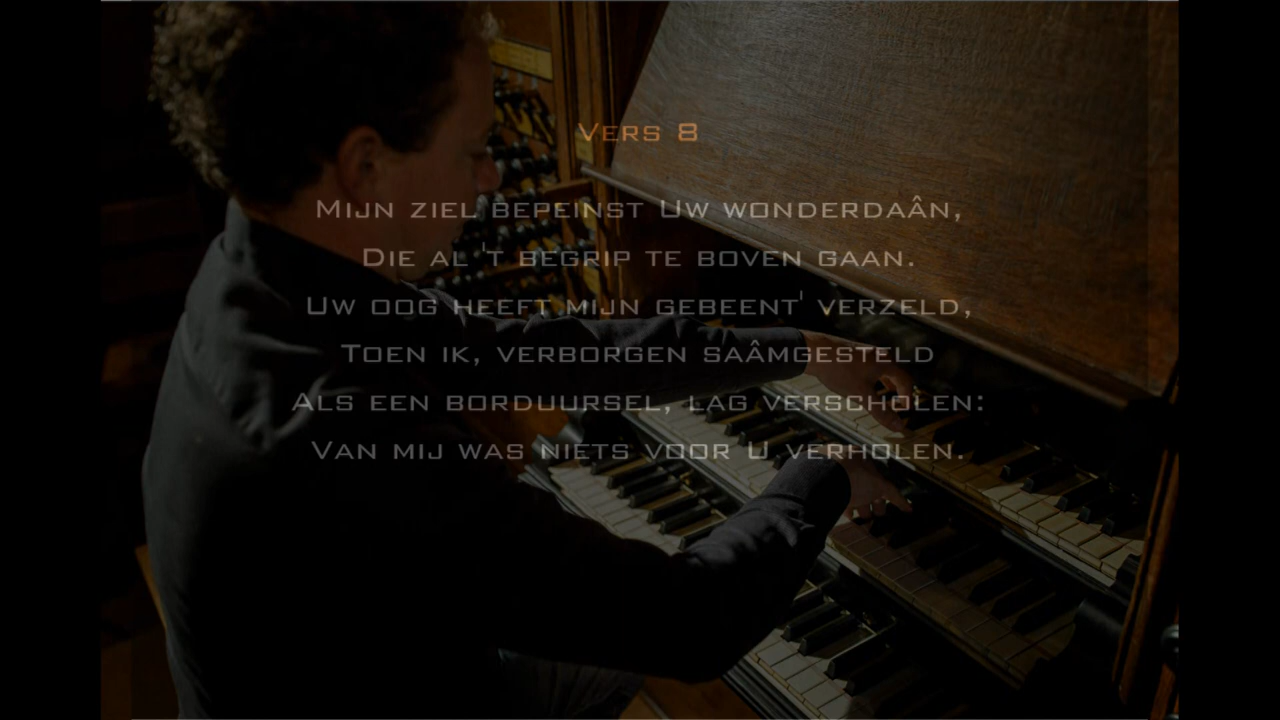 Vers 8
Mijn ziel bepeinst Uw wonderdaân,
Die al 't begrip te boven gaan.
Uw oog heeft mijn gebeent' verzeld,
Toen ik, verborgen saâmgesteld
Als een borduursel, lag verscholen:
Van mij was niets voor U verholen.